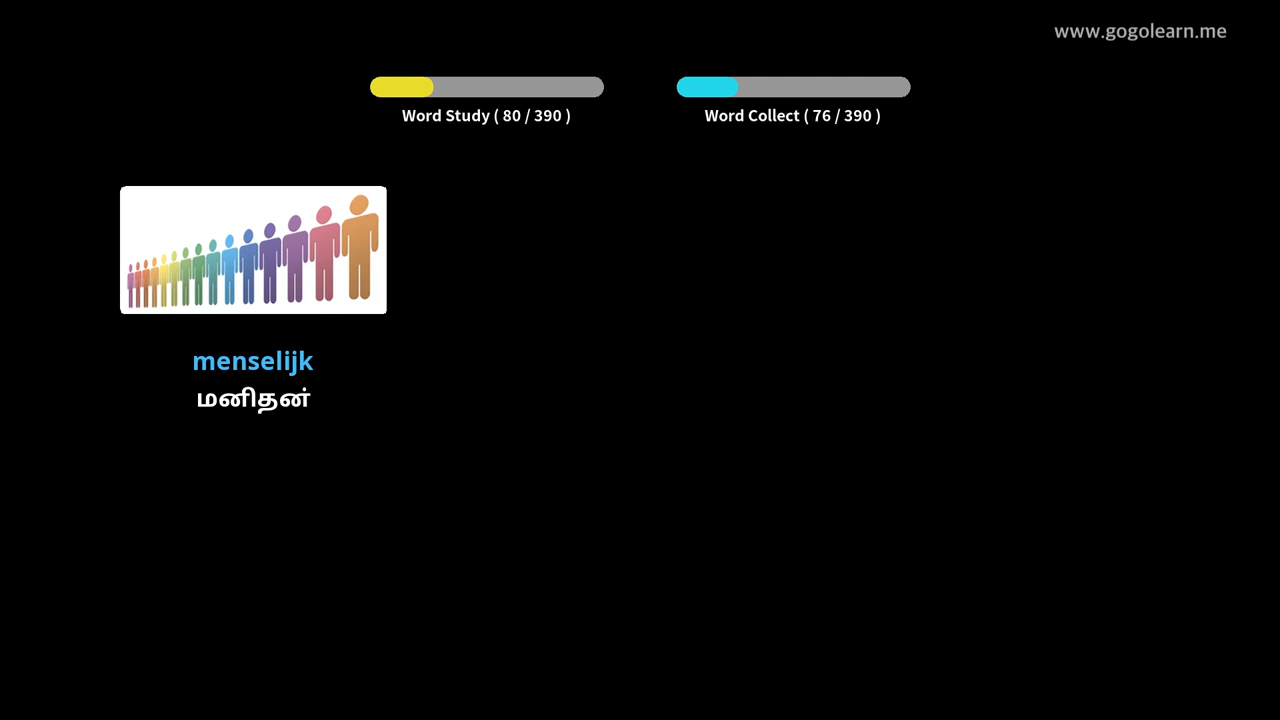 www.gogolearn.me
Word Study ( 80 / 390 )
Word Collect ( 76 / 390 )
menselijk
மனிதன்